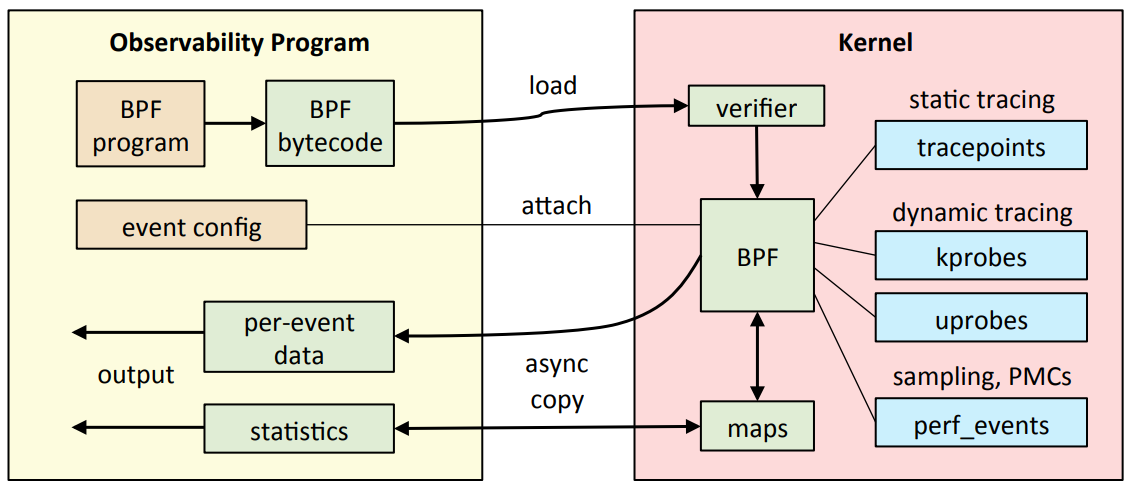 Observability Program
BPF
program
BPF
bytecode
event config
per-event
data
output
statistics
load
attach
async
copy
Kernel
verifier
BPF
maps
static tracing
tracepoints
dynamic tracing
kprobes
uprobes
sampling, PMCs
perf_events